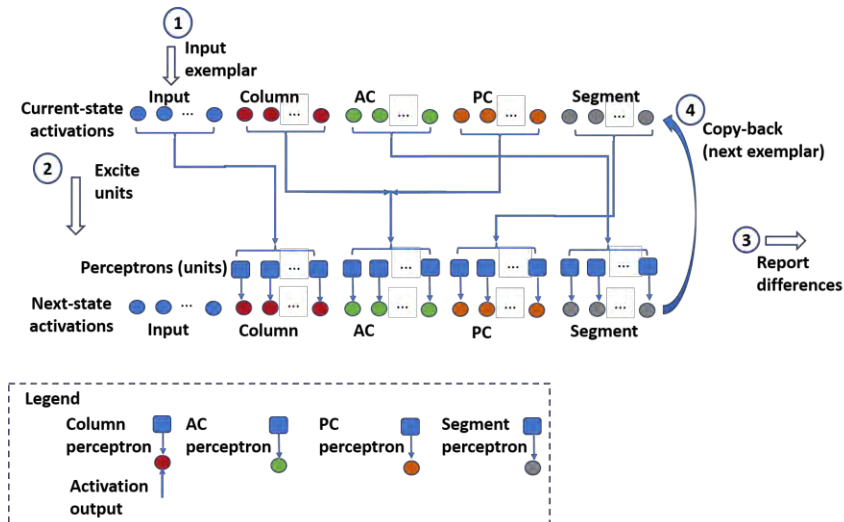 1
Input
exemplar
Input
Column
AC
PC
Segment
Current-state
activations
...
...
...
...
...
4
Copy-back
(next exemplar)
2
Excite
units
3
Report
differences
Perceptrons (units)
...
...
...
...
Next-state
activations
...
...
...
...
...
Input
Column
AC
PC
Segment
Legend
Column
perceptron
AC
perceptron
PC
perceptron
Segment
perceptron
Activation
output